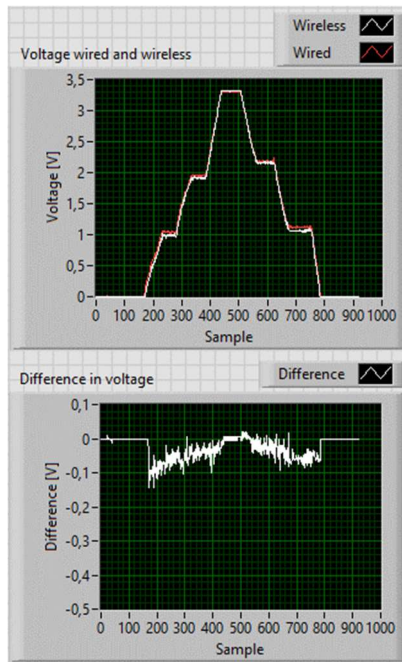 Wireless
Voltage wired and wireless
Wired
3,5
3
2,5
2
1,5
1
0,5
0
Voltage [V]
0 100 200 300 400 500 600 700 800 900 1000
Sample
Difference in voltage
Difference
0,1
0
-0,1
-0,2
-0,3
-0,4
-0,5
Difference [V]
0 100 200 300 400 500 600 700 800 900 1000
Sample